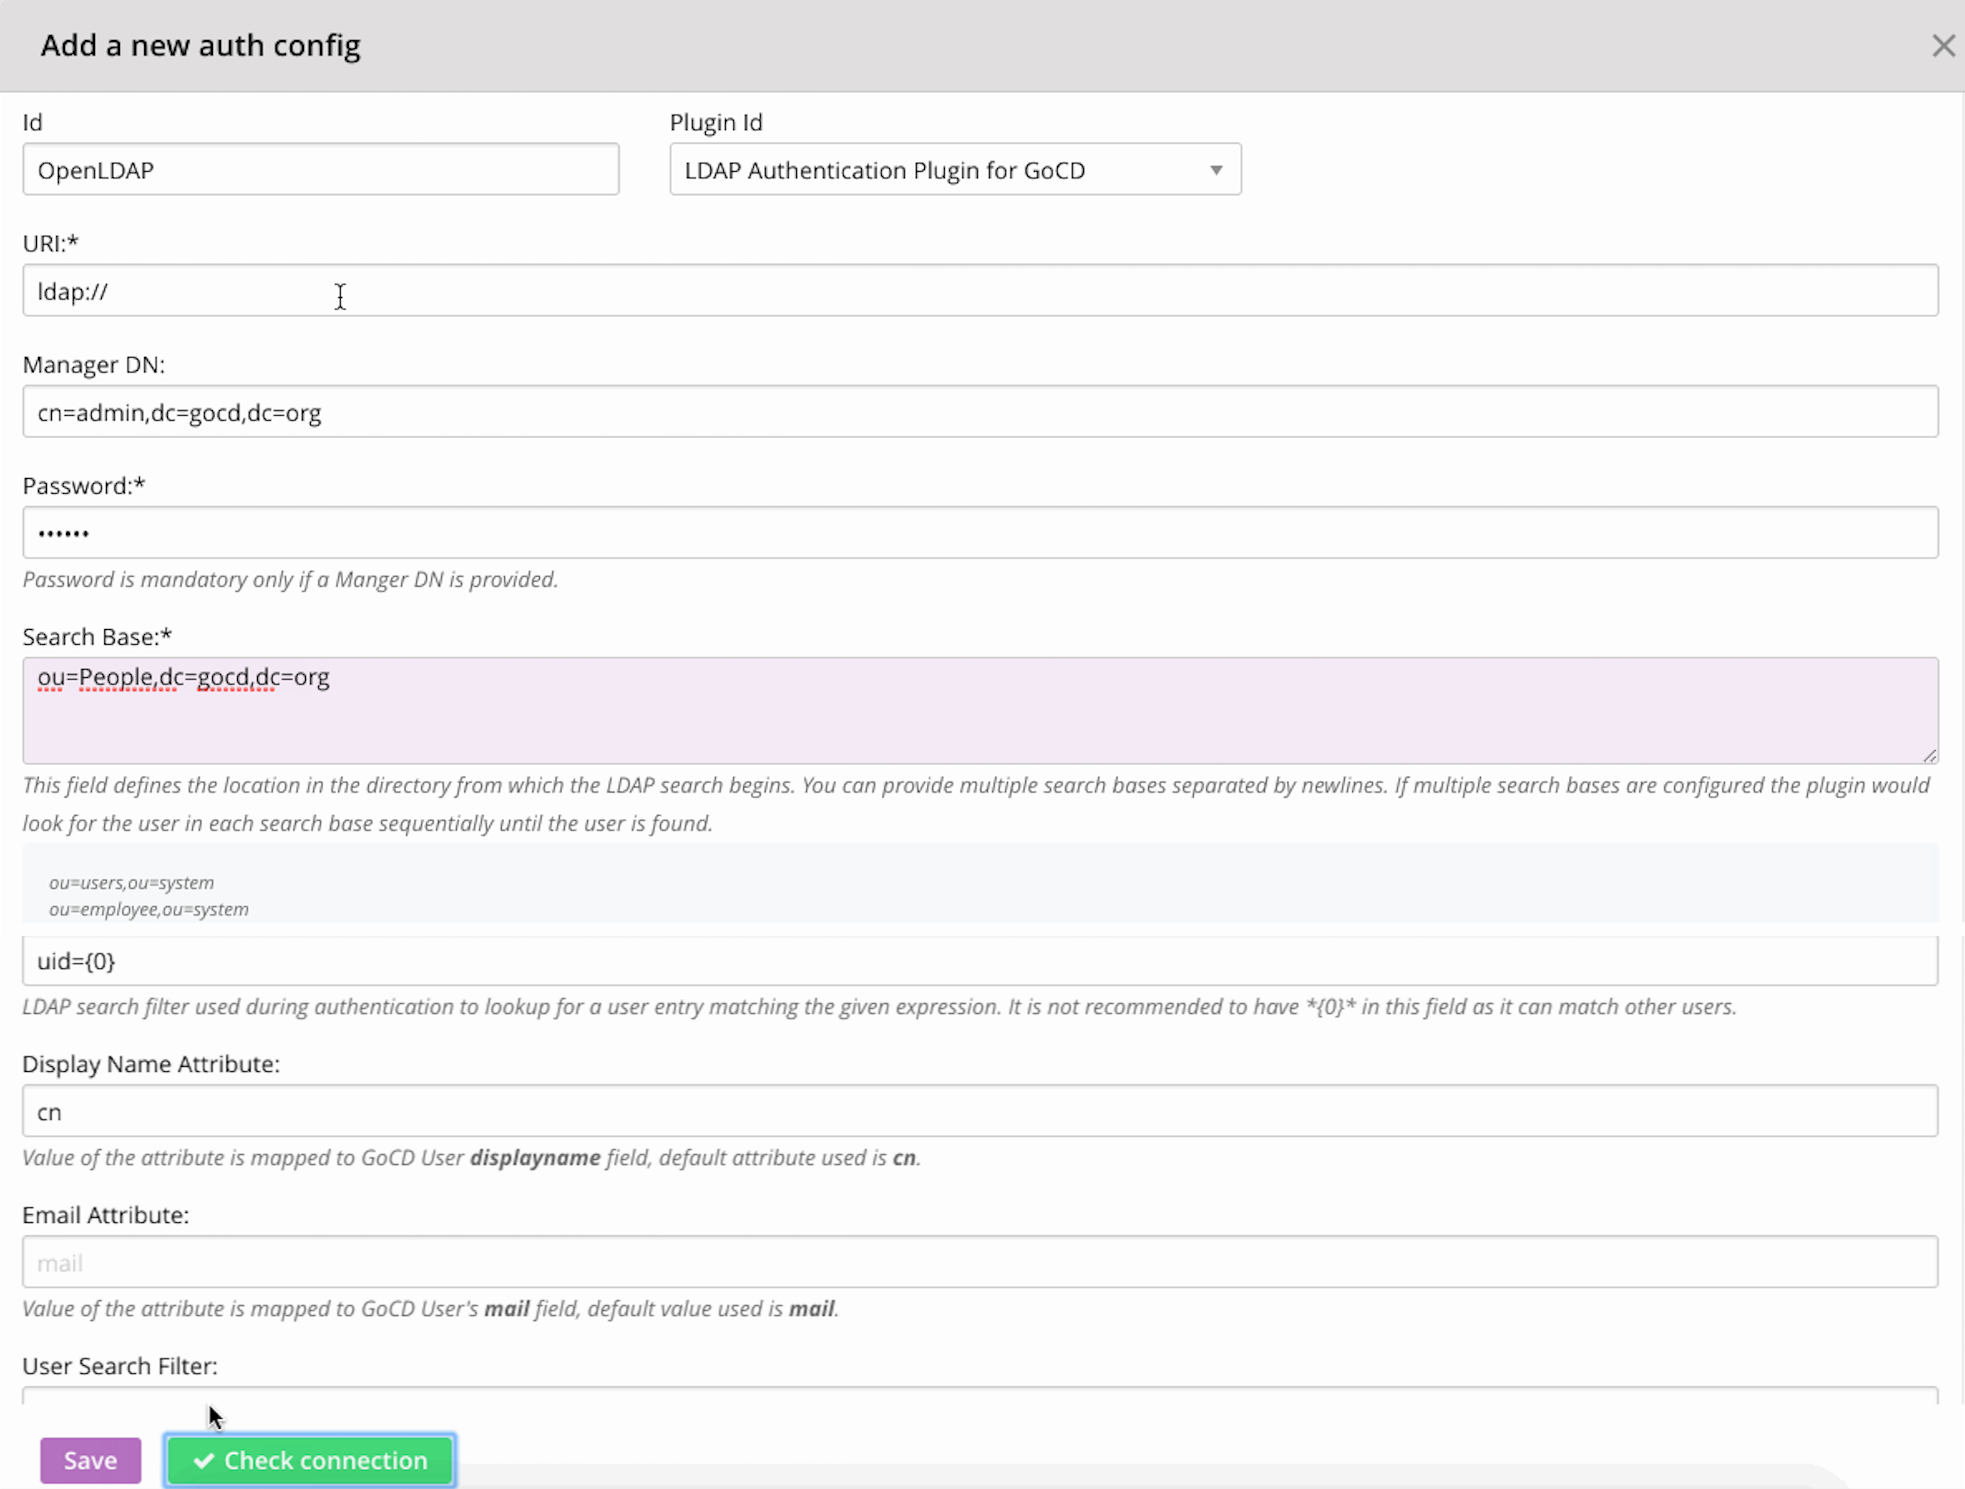 Add a new auth config
Id
Plugin Id
OpenLDAP
LDAP Authentication Plugin for GoCD
URI:*
ldap://
Manager DN:
cn=admin,dc=gocd,dc=org
Password:*
••••••
Password is mandatory only if a Manger DN is provided.
Search Base:*
ou=People,dc=gocd,dc=org
This field defines the location in the directory from which the LDAP search begins. You can provide multiple search bases separated by newlines. If multiple search bases are configured the plugin would
look for the user in each search base sequentially until the user is found.
ou=users,ou=system
ou=employee,ou=system
uid={0}
LDAP search filter used during authentication to lookup for a user entry matching the given expression. It is not recommended to have *{0}* in this field as it can match other users.
Display Name Attribute:
cn
Value of the attribute is mapped to GoCD User displayname field, default attribute used is cn.
Email Attribute:
mail
Value of the attribute is mapped to GoCD User's mail field, default value used is mail.
User Search Filter:
Save
Check connection